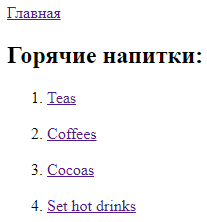 Главная
Горячие напитки:
1. Teas
2. Coffees
3. Cocoas
4. Set hot drinks